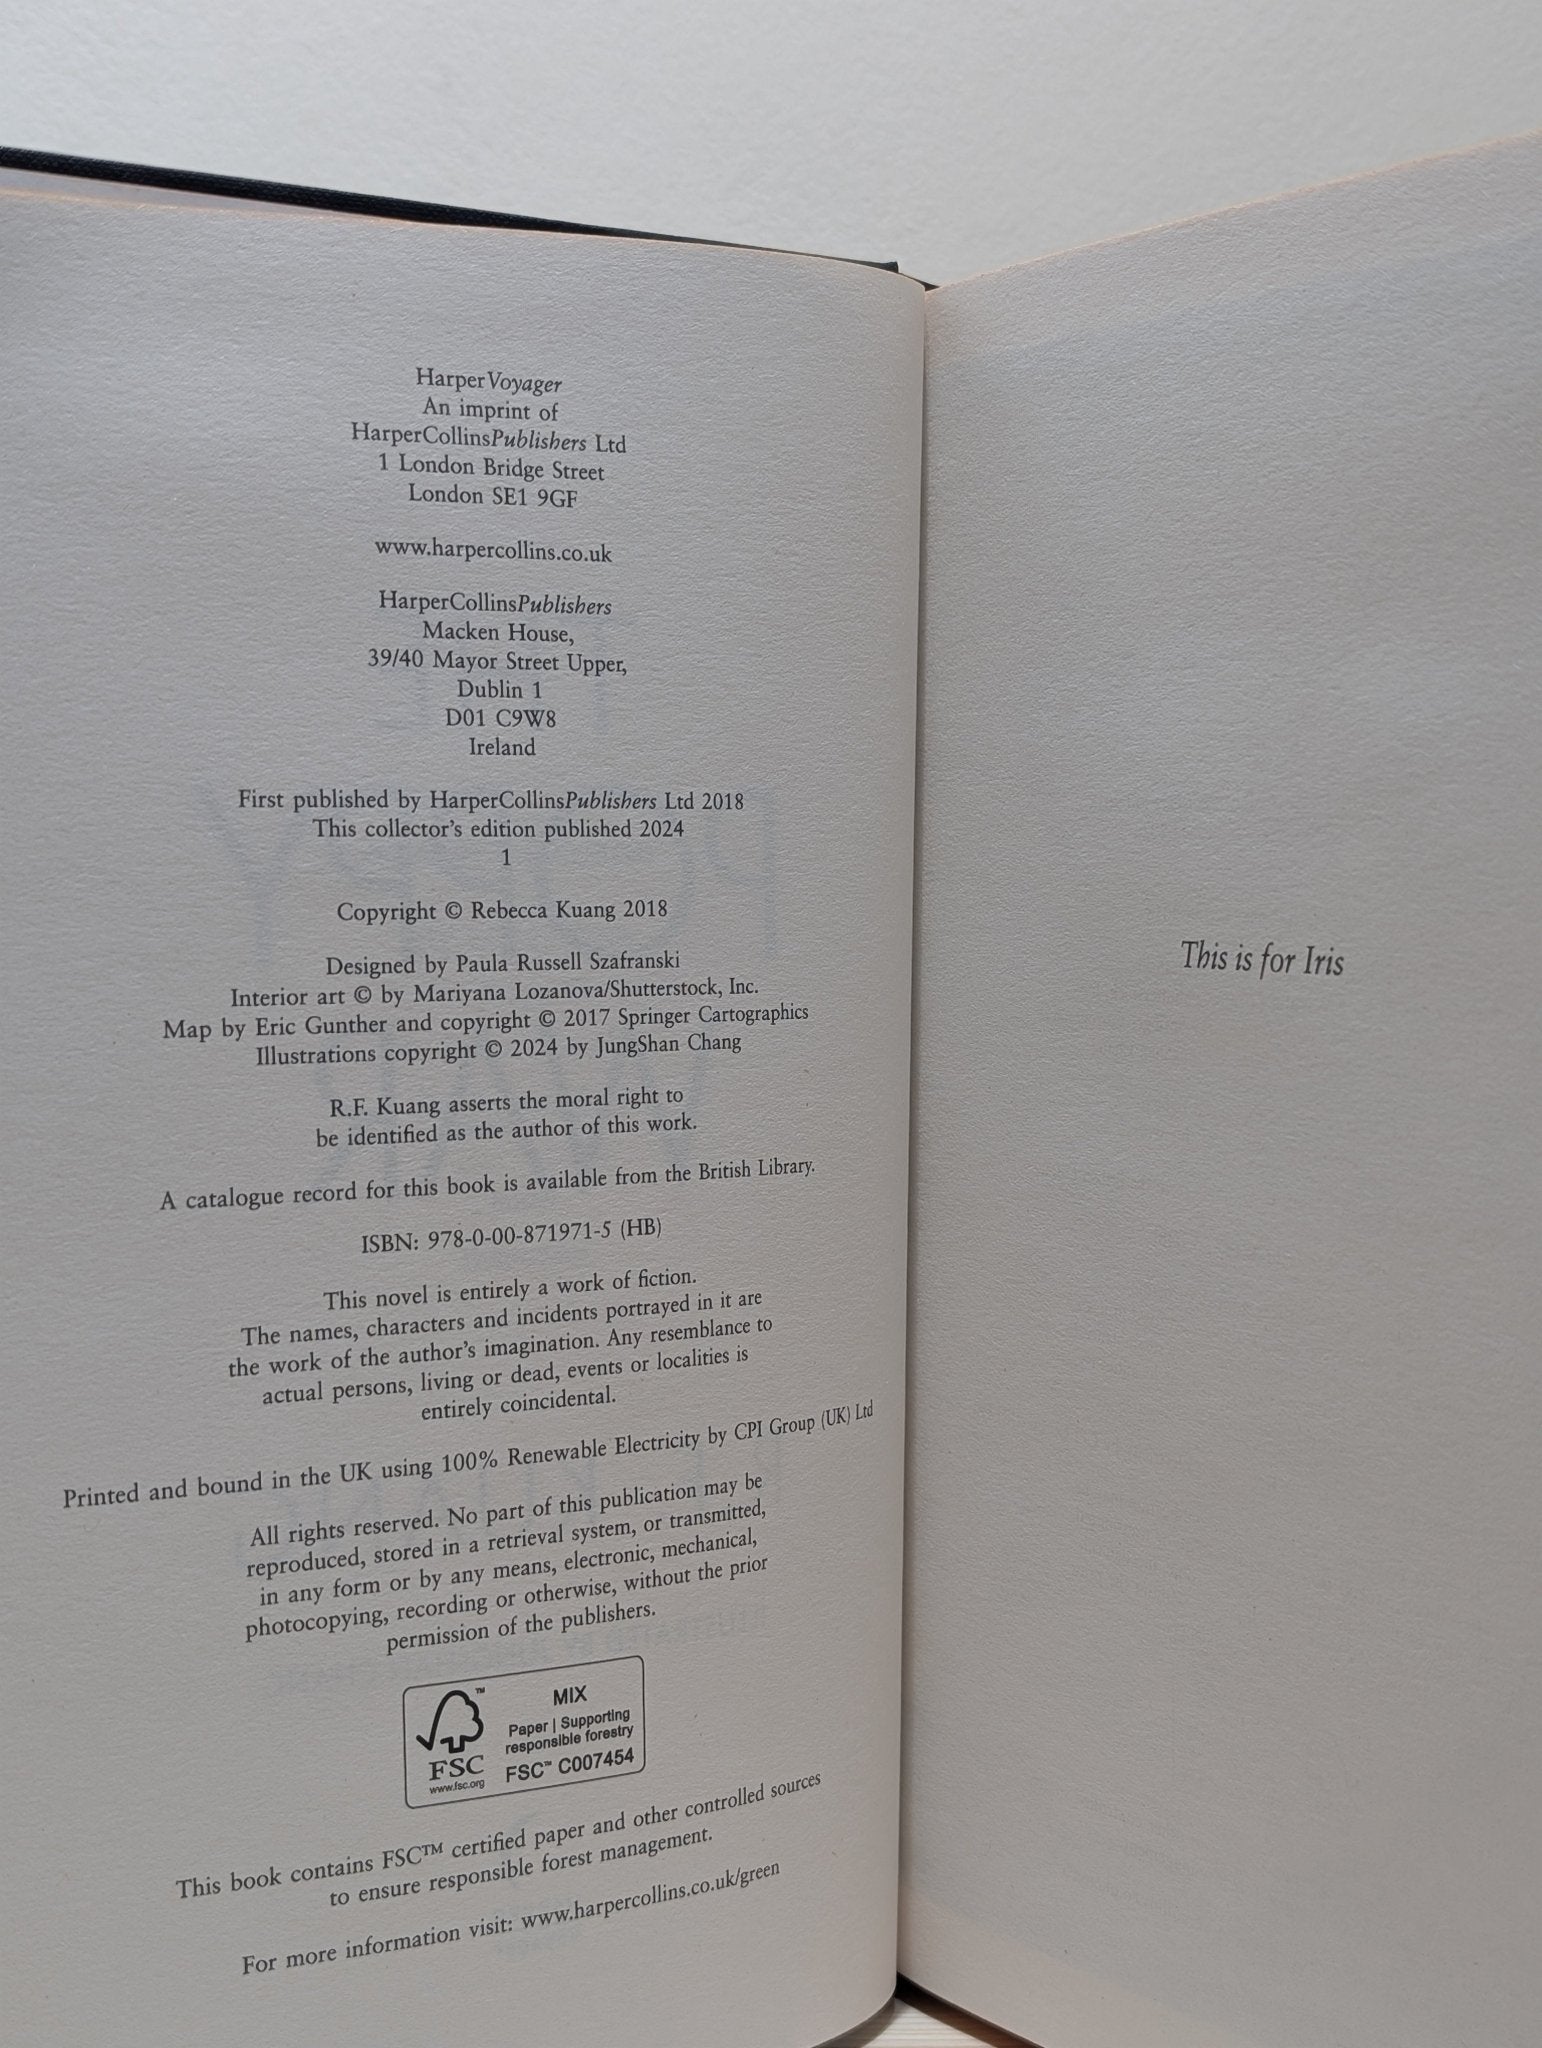 HarperVoyager
An imprint of
HarperCollinsPublishers Ltd
1 London Bridge Street
London SE1 9GF
www.harpercollins.co.uk
HarperCollinsPublishers
Macken House,
39/40 Mayor Street Upper,
Dublin 1
D01 C9W8
Ireland
First published by HarperCollinsPublishers Ltd 2018
This collector's edition published 2024
1
Copyright © Rebecca Kuang 2018
Designed by Paula Russell Szafranski
Interior art © by Mariyana Lozanova/Shutterstock, Inc.
Map by Eric Gunther and copyright © 2017 Springer Cartographics
Illustrations copyright © 2024 by JungShan Chang
R.F. Kuang asserts the moral right to
be identified as the author of this work.
A catalogue record for this book is available from the British Library.
ISBN: 978-0-00-871971-5 (HB)
This novel is entirely a work of fiction.
The names, characters and incidents portrayed in it are
the work of the author's imagination. Any resemblance to
actual persons, living or dead, events or localities is
entirely coincidental.
Printed and bound in the UK using 100% Renewable Electricity by CPI Group (UK) Ltd
All rights reserved. No part of this publication may be
reproduced, stored in a retrieval system, or transmitted,
in any form or by any means, electronic, mechanical,
photocopying, recording or otherwise, without the prior
permission of the publishers.
™
FSC
www.fsc.org
MIX
Paper | Supporting
responsible forestry
FSC™ C007454
This book contains FSC™ certified paper and other controlled sources
to ensure responsible forest management.
For more information visit: www.harpercollins.co.uk/green
This is for Iris